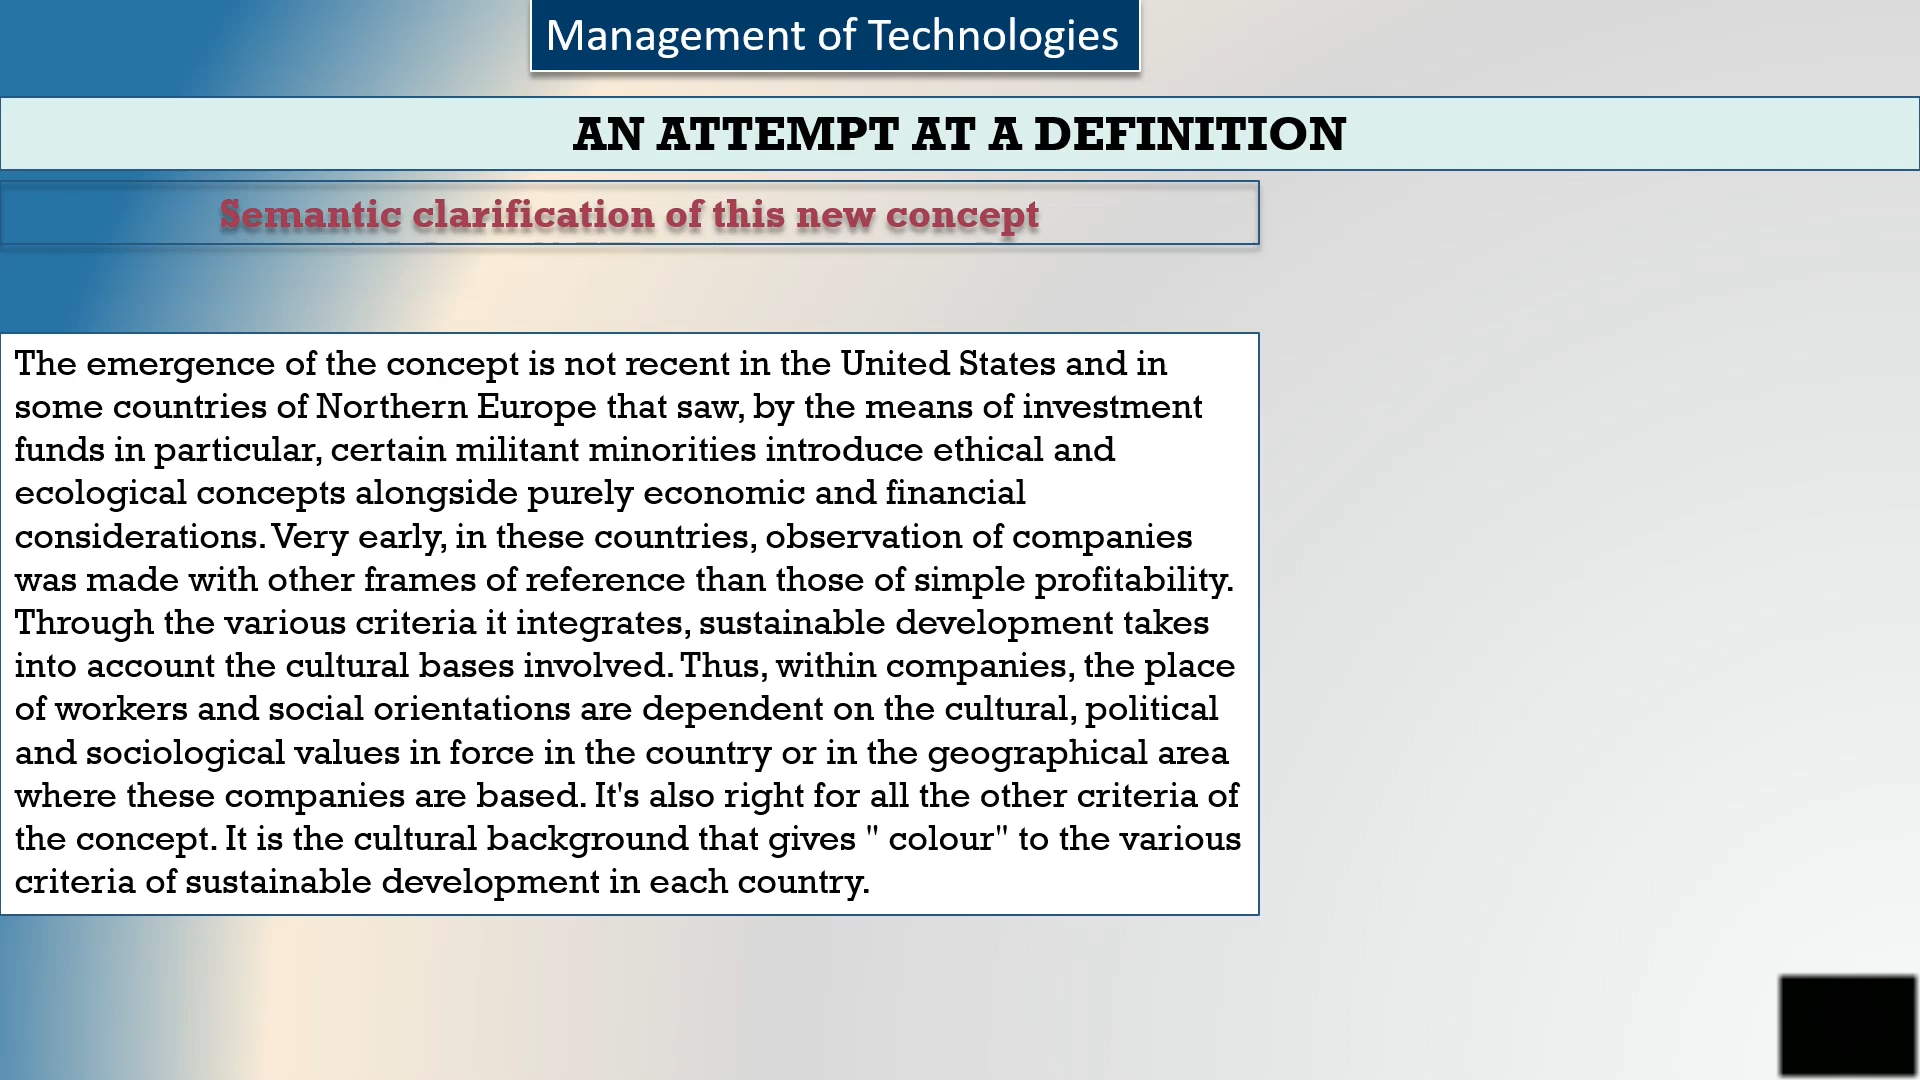 Management of Technologies
AN ATTEMPT AT A DEFINITION
Semantic clarification of this new concept
The emergence of the concept is not recent in the United States and in
some countries of Northern Europe that saw, by the means of investment
funds in particular, certain militant minorities introduce ethical and
ecological concepts alongside purely economic and financial
considerations. Very early, in these countries, observation of companies
was made with other frames of reference than those of simple profitability.
Through the various criteria it integrates, sustainable development takes
into account the cultural bases involved. Thus, within companies, the place
of workers and social orientations are dependent on the cultural, political
and sociological values in force in the country or in the geographical area
where these companies are based. It's also right for all the other criteria of
the concept. It is the cultural background that gives " colour" to the various
criteria of sustainable development in each country.